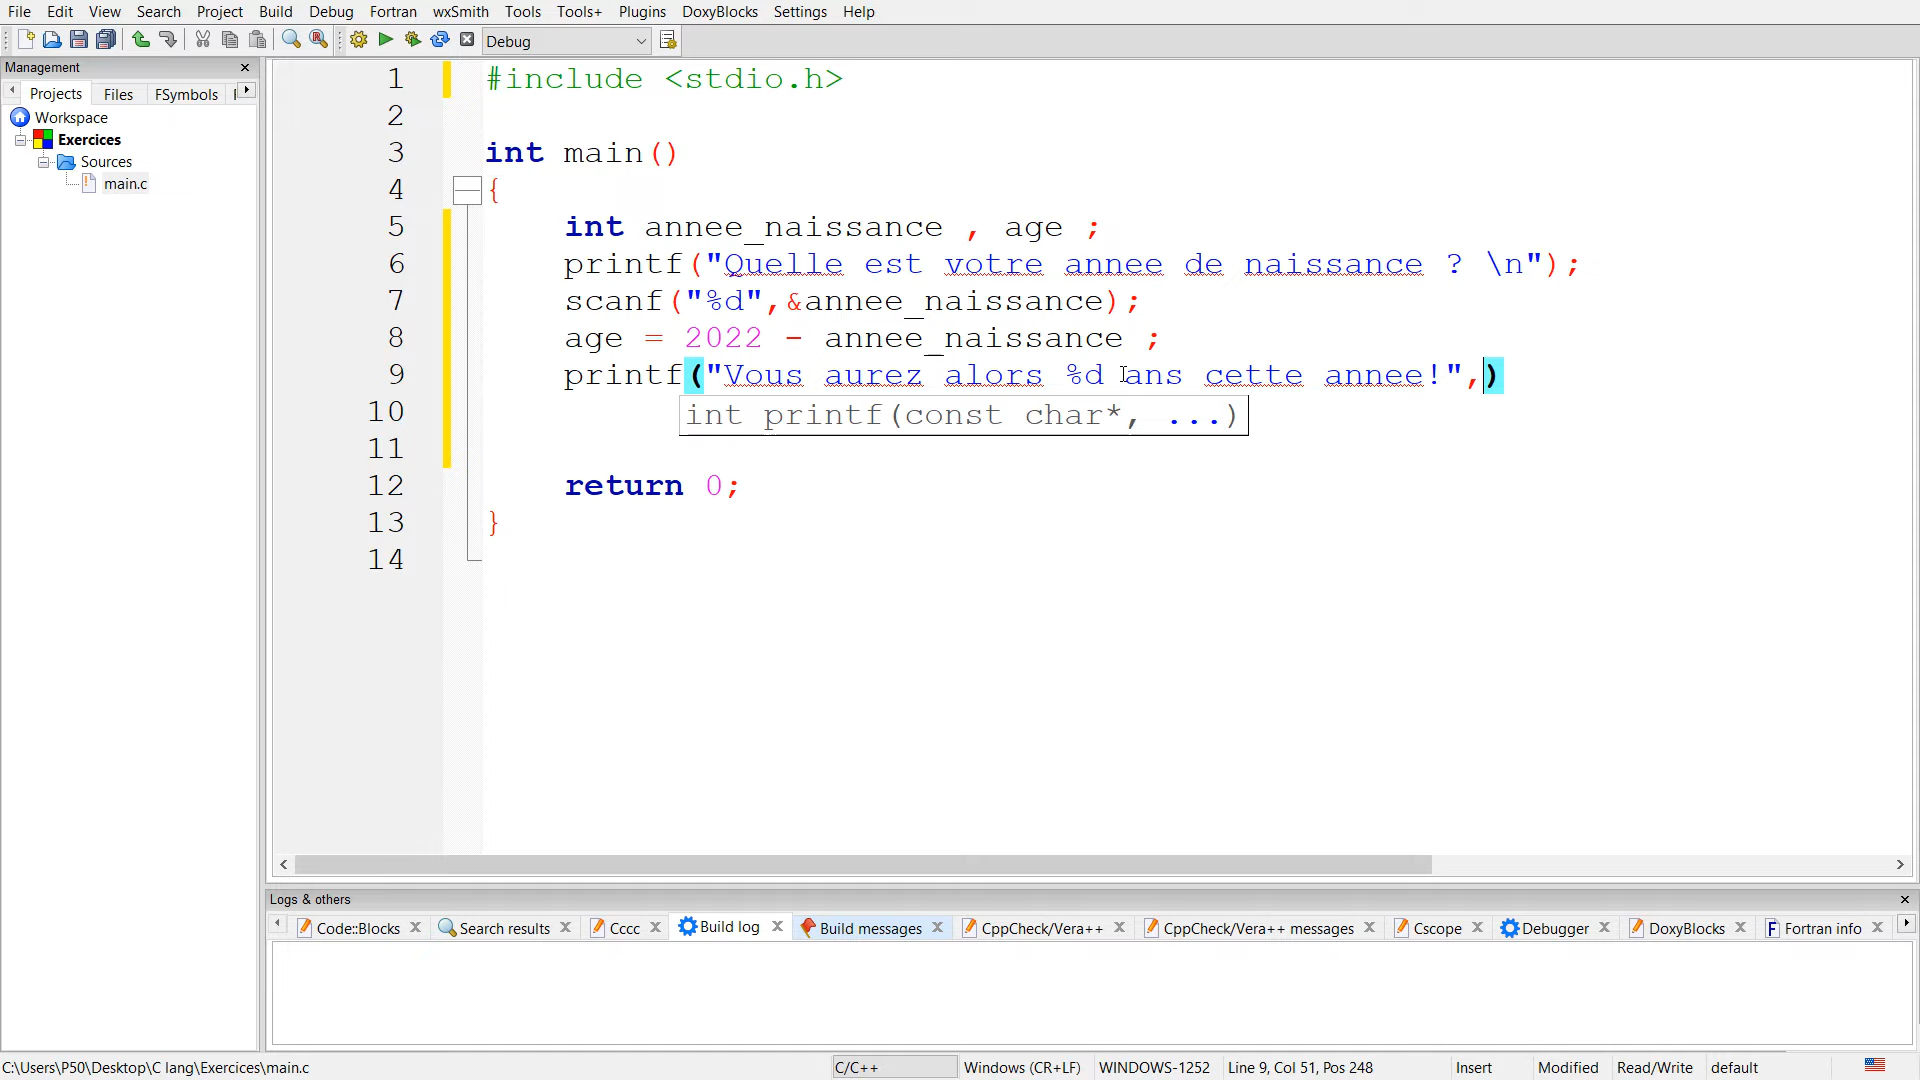 File Edit View Search Project Build Debug Fortran wxSmith Tools Tools+ Plugins DoxyBlocks Settings Help
Debug
Management
Projects Files FSymbols
Workspace
Exercices
Sources
main.c
1 #include <stdio.h>
2
3 int main()
4 {
5 int annee_naissance , age ;
6 printf("Quelle est votre annee de naissance ? \n");
7 scanf("%d",&annee_naissance);
8 age = 2022 - annee_naissance ;
9 printf("Vous aurez alors %d ans cette annee!",)
int printf(const char*, ...)
10
11
12 return 0;
13 }
14
Logs & others
Code::Blocks Search results Cccc Build log Build messages CppCheck/Vera++ CppCheck/Vera++ messages Cscope Debugger DoxyBlocks Fortran info
C:\Users\P50\Desktop\C lang\Exercices\main.c C/C++ Windows (CR+LF) WINDOWS-1252 Line 9, Col 51, Pos 248 Insert Modified Read/Write default